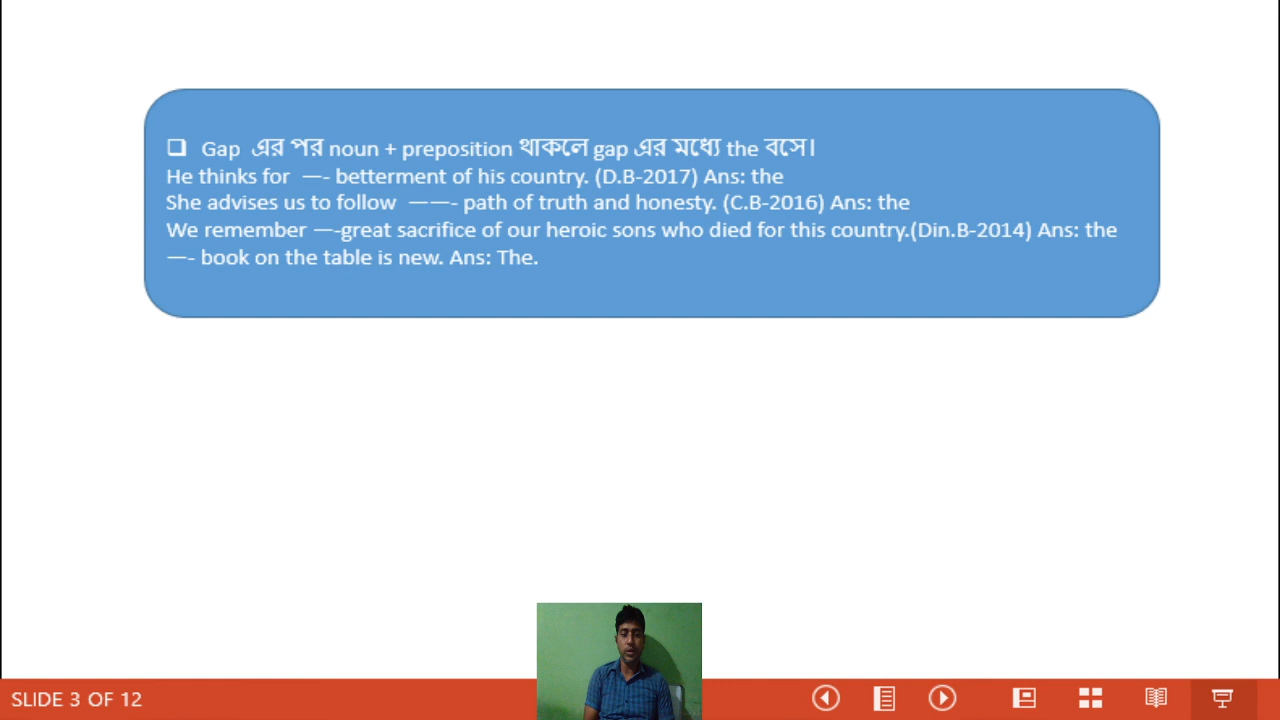 ❑ Gap এর পর noun + preposition থাকলে gap এর মধ্যে the বসে।
He thinks for —- betterment of his country. (D.B-2017) Ans: the
She advises us to follow ——- path of truth and honesty. (C.B-2016) Ans: the
We remember —-great sacrifice of our heroic sons who died for this country.(Din.B-2014) Ans: the
—- book on the table is new. Ans: The.
SLIDE 3 OF 12